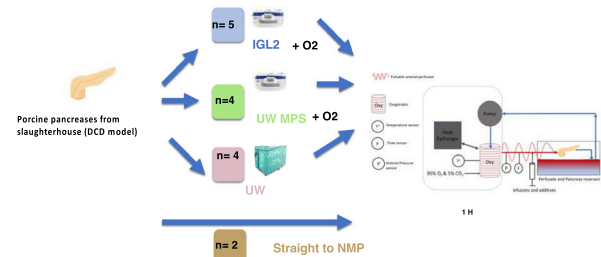 n= 5
IGL2 + O2
n=4
UW MPS + O2
Porcine pancreases from
slaughterhouse (DCD model)
n= 4
UW
n= 2
Straight to NMP
Pulsatile arterial perfusion
Oxy
Oxygenator
Temperature sensor
Flow sensor
Arterial Pressure
sensor
Pump
Heat
Exchanger
Oxy
95% O₂ & 5% CO₂
Infusions and additives
Perfusate and Pancreas reservoir
1 H